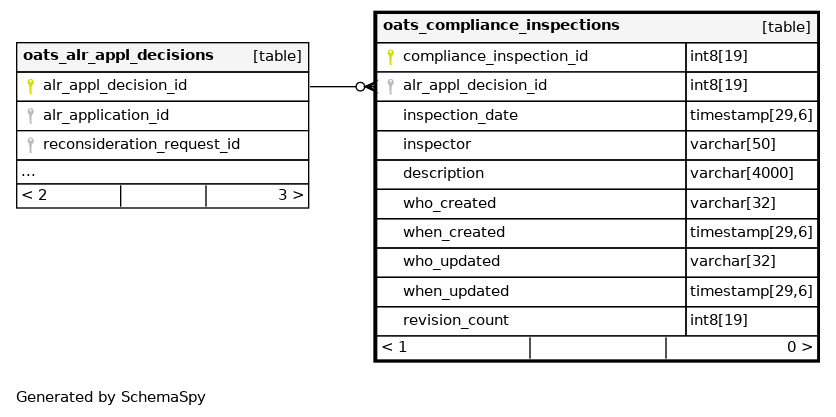 oats_alr_appl_decisions [table]
alr_appl_decision_id
alr_application_id
reconsideration_request_id
...
< 2 3 >
oats_compliance_inspections [table]
compliance_inspection_id int8[19]
alr_appl_decision_id int8[19]
inspection_date timestamp[29,6]
inspector varchar[50]
description varchar[4000]
who_created varchar[32]
when_created timestamp[29,6]
who_updated varchar[32]
when_updated timestamp[29,6]
revision_count int8[19]
< 1 0 >
Generated by SchemaSpy